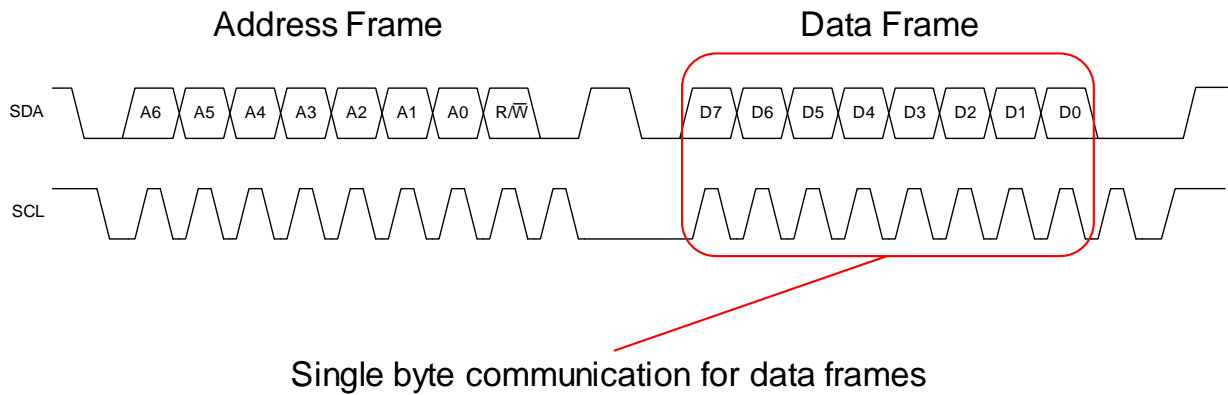 Address Frame Data Frame
SDA A6 A5 A4 A3 A2 A1 A0 R/W̅ D7 D6 D5 D4 D3 D2 D1 D0
SCL
Single byte communication for data frames